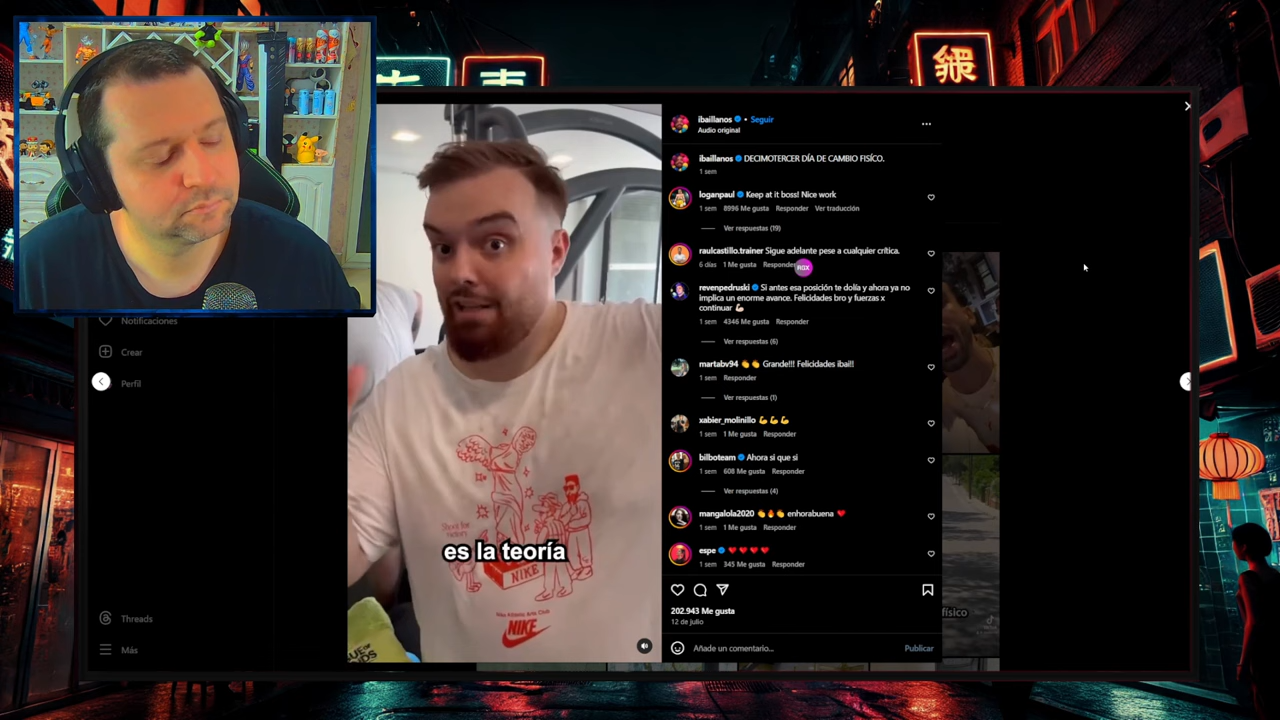 ibaillanos • Seguir
Audio original
ibaillanos DECIMOTERCER DÍA DE CAMBIO FISÍCO.
1 sem
loganpaul Keep at it boss! Nice work
1 sem 8996 Me gusta Responder Ver traducción
Ver respuestas (19)
raulcastillo.trainer Sigue adelante pese a cualquier crítica.
6 días 1 Me gusta Responder
RGX
revenpedruski Si antes esa posición te dolía y ahora ya no
implica un enorme avance. Felicidades bro y fuerzas x
continuar 💪🏻
1 sem 4346 Me gusta Responder
Ver respuestas (6)
martabv94 👏👏 Grande!!! Felicidades ibai!!
1 sem Responder
Ver respuestas (1)
xabier_molinillo 💪💪💪
1 sem 1 Me gusta Responder
bilboteam Ahora si que si
1 sem 608 Me gusta Responder
Ver respuestas (4)
mangalola2020 👏🔥👏 enhorabuena ❤️
1 sem 1 Me gusta Responder
espe ❤️❤️❤️❤️
1 sem 345 Me gusta Responder
202.943 Me gusta
12 de julio
Añade un comentario...
Publicar
Notificaciones
Crear
Perfil
Threads
Más
es la teoría
NIKE
NIKE
físico